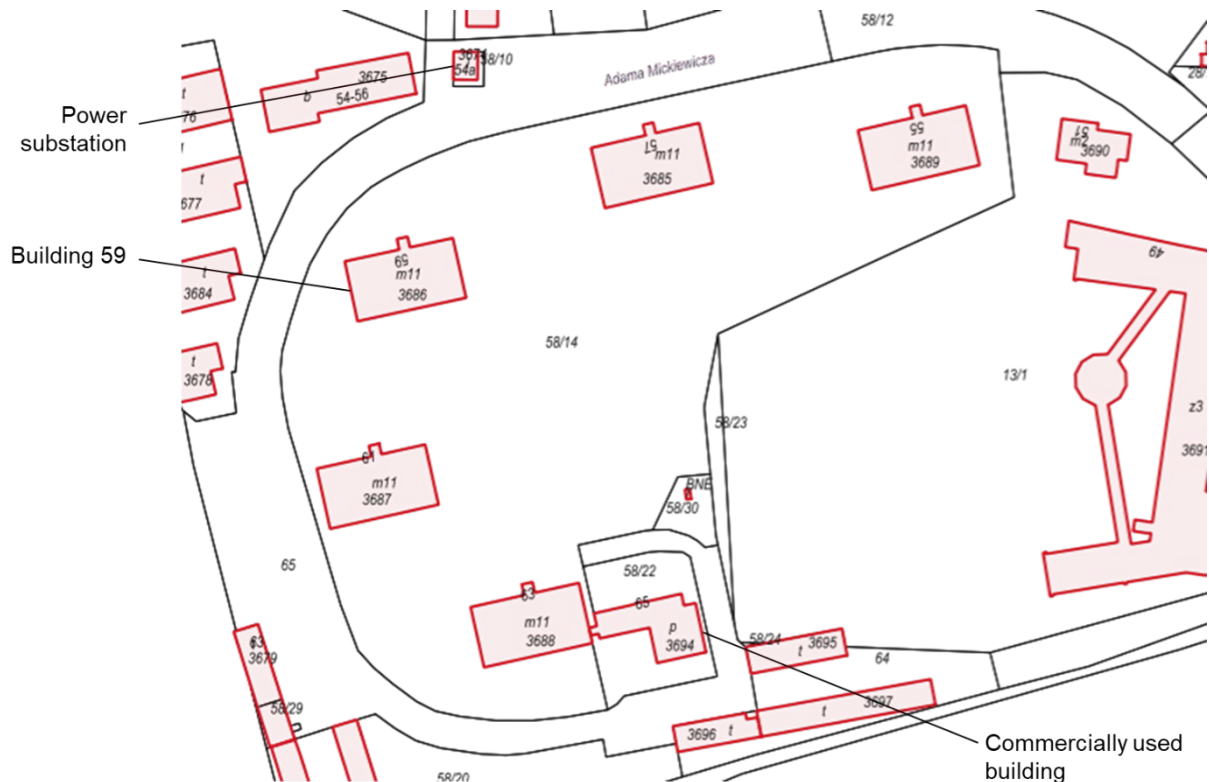 58/12
3674
58/10
54a
Adama Mickiewicza
28/
3675
b
54-56
t
76
Power
substation
57
m11
3685
55
m11
3689
51
m2
3690
t
677
49
Building 59
59
m11
3686
t
3684
58/14
t
3678
13/1
z3
3691
58/23
61
m11
3687
BNE
58/30
65
58/22
63
m11
3688
65
p
3694
58/24
3695
t
64
63
t
3679
58/29
3697
t
3696
t
Commercially used
building
58/20